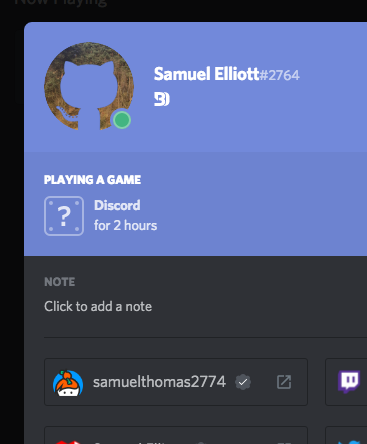 Now Playing
Samuel Elliott#2764
PLAYING A GAME
?
Discord
for 2 hours
NOTE
Click to add a note
samuelthomas2774